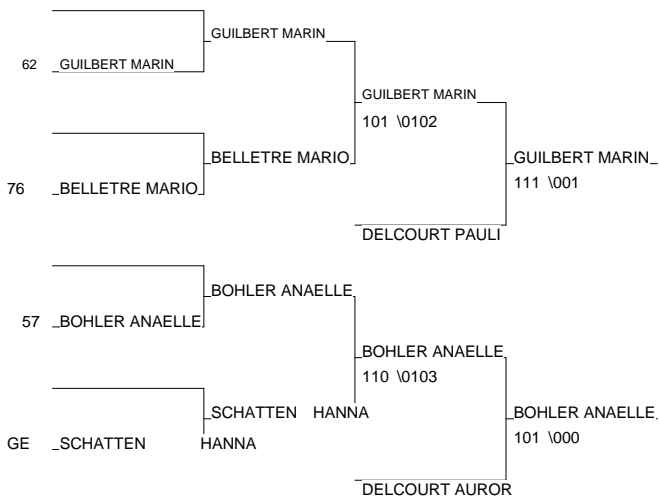 GUILBERT MARIN
62 GUILBERT MARIN
GUILBERT MARIN
101 \0102
BELLETRE MARIO
GUILBERT MARIN
111 \001
76 BELLETRE MARIO
DELCOURT PAULI
BOHLER ANAELLE
57 BOHLER ANAELLE
BOHLER ANAELLE
110 \0103
SCHATTEN HANNA
BOHLER ANAELLE
101 \000
GE SCHATTEN HANNA
DELCOURT AUROR